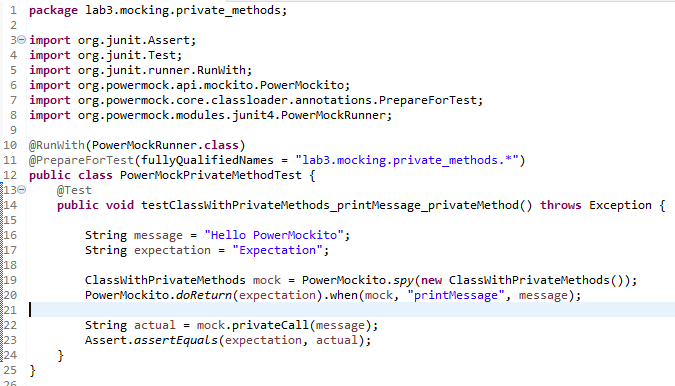 1 package lab3.mocking.private_methods;
2
3 import org.junit.Assert;
4 import org.junit.Test;
5 import org.junit.runner.RunWith;
6 import org.powermock.api.mockito.PowerMockito;
7 import org.powermock.core.classloader.annotations.PrepareForTest;
8 import org.powermock.modules.junit4.PowerMockRunner;
9
10 @RunWith(PowerMockRunner.class)
11 @PrepareForTest(fullyQualifiedNames = "lab3.mocking.private_methods.*")
12 public class PowerMockPrivateMethodTest {
13     @Test
14     public void testClassWithPrivateMethods_printMessage_privateMethod() throws Exception {
15
16         String message = "Hello PowerMockito";
17         String expectation = "Expectation";
18
19         ClassWithPrivateMethods mock = PowerMockito.spy(new ClassWithPrivateMethods());
20         PowerMockito.doReturn(expectation).when(mock, "printMessage", message);
21
22         String actual = mock.privateCall(message);
23         Assert.assertEquals(expectation, actual);
24     }
25 }
26